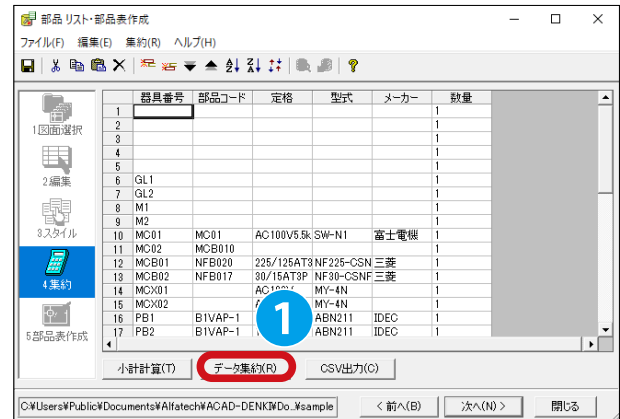 部品 リスト・部品表作成
ファイル(F) 編集(E) 集約(R) ヘルプ(H)
器具番号 部品コード 定格 型式 メーカー 数量
1 1
2 1
3 1
4 1
5 1
6 GL1 1
7 GL2 1
8 M1 1
9 M2 1
10 MC01 MC01 AC100V5.5k SW-N1 富士電機 1
11 MC02 MCB010 1
12 MCB01 NFB020 225/125AT3 NF225-CSN 三菱 1
13 MCB02 NFB017 30/15AT3P NF30-CSNF 三菱 1
14 MCX01 MY-4N 1
15 MCX02 MY-4N 1
16 PB1 B1VAP-1 ABN211 IDEC 1
17 PB2 B1VAP-1 ABN211 IDEC 1
1.図面選択
2.編集
3.スタイル
4.集約
5.部品表作成
1
小計計算(T) データ集約(R) CSV出力(C)
C:¥Users¥Public¥Documents¥Alfatech¥ACAD-DENKI¥Do..¥sample
< 前へ(B) 次へ(N) > 閉じる